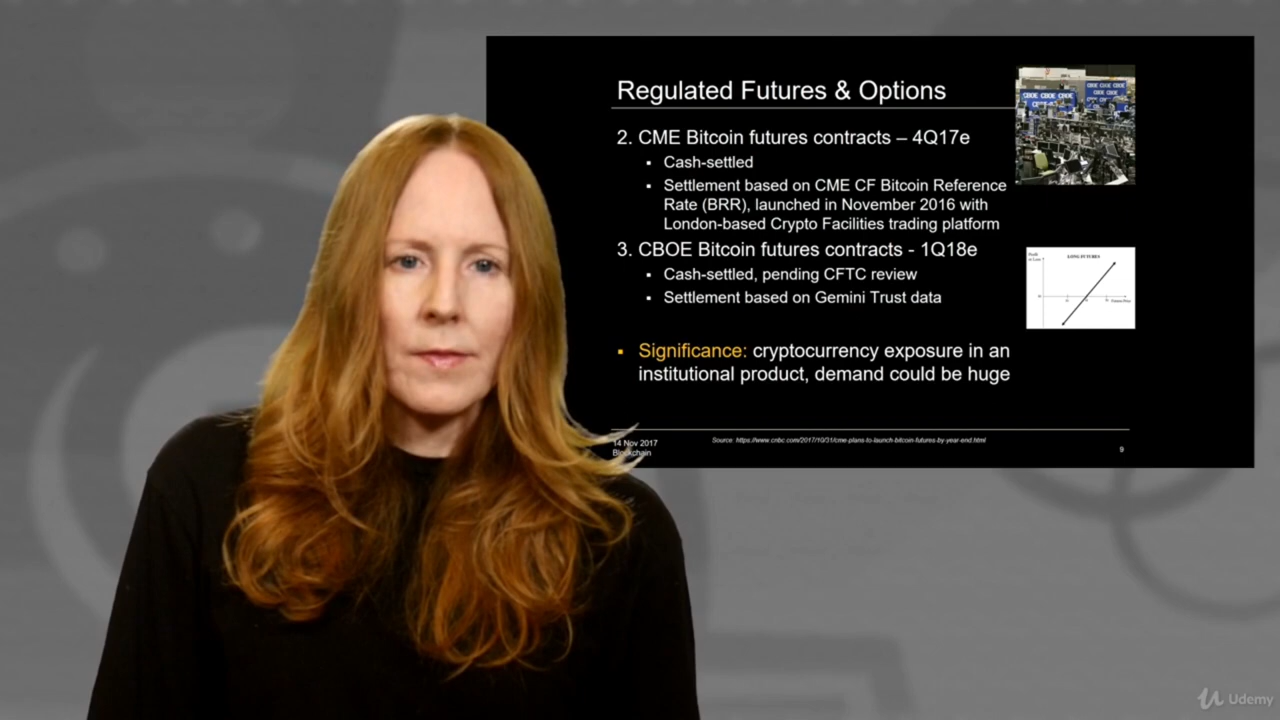 Regulated Futures & Options
2. CME Bitcoin futures contracts – 4Q17e
▪ Cash-settled
▪ Settlement based on CME CF Bitcoin Reference
Rate (BRR), launched in November 2016 with
London-based Crypto Facilities trading platform
3. CBOE Bitcoin futures contracts - 1Q18e
▪ Cash-settled, pending CFTC review
▪ Settlement based on Gemini Trust data
▪ Significance: cryptocurrency exposure in an
institutional product, demand could be huge
CBOE CBOE
CBOE CBOE
LONG FUTURES
14 Nov 2017
Blockchain
Source: https://www.cnbc.com/2017/10/31/cme-plans-to-launch-bitcoin-futures-by-year-end.html
9
Udemy